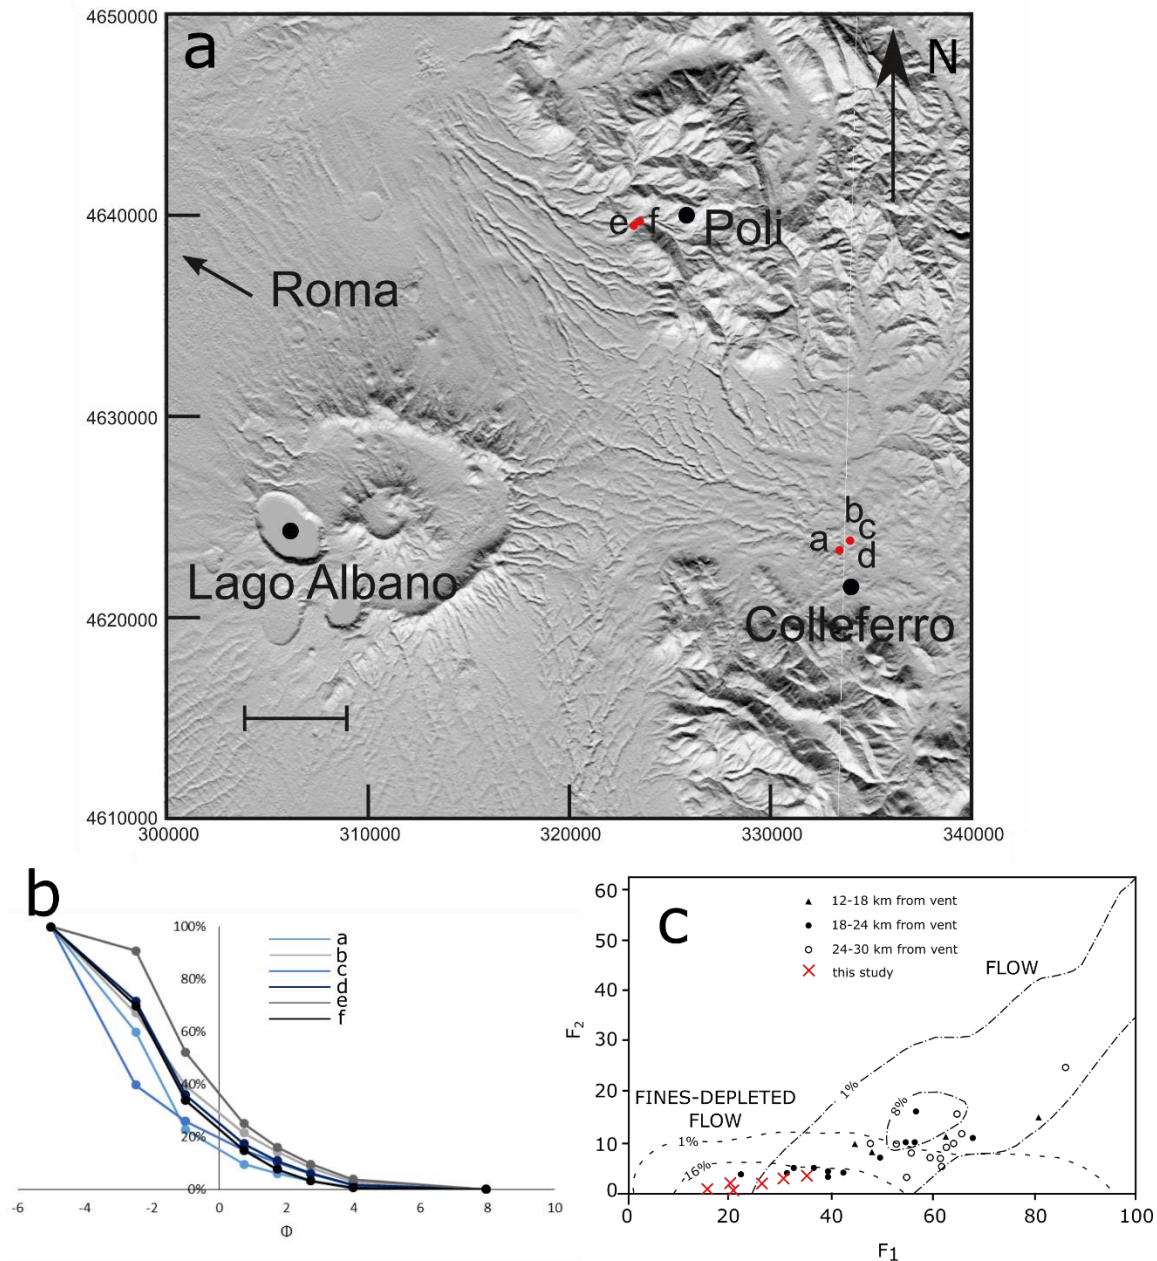 4650000
a
N
4640000
e
f
Poli
Roma
4630000
b
a
c
d
Lago Albano
Colleferro
4620000
4610000
300000
310000
320000
330000
340000
b
100%
80%
60%
40%
20%
0%
-6
-4
-2
0
2
4
6
8
10
Φ
a
b
c
d
e
f
c
60
50
40
30
20
10
0
F2
12-18 km from vent
18-24 km from vent
24-30 km from vent
this study
FLOW
FINES-DEPLETED
FLOW
1%
8%
1%
16%
0
20
40
60
80
100
F1